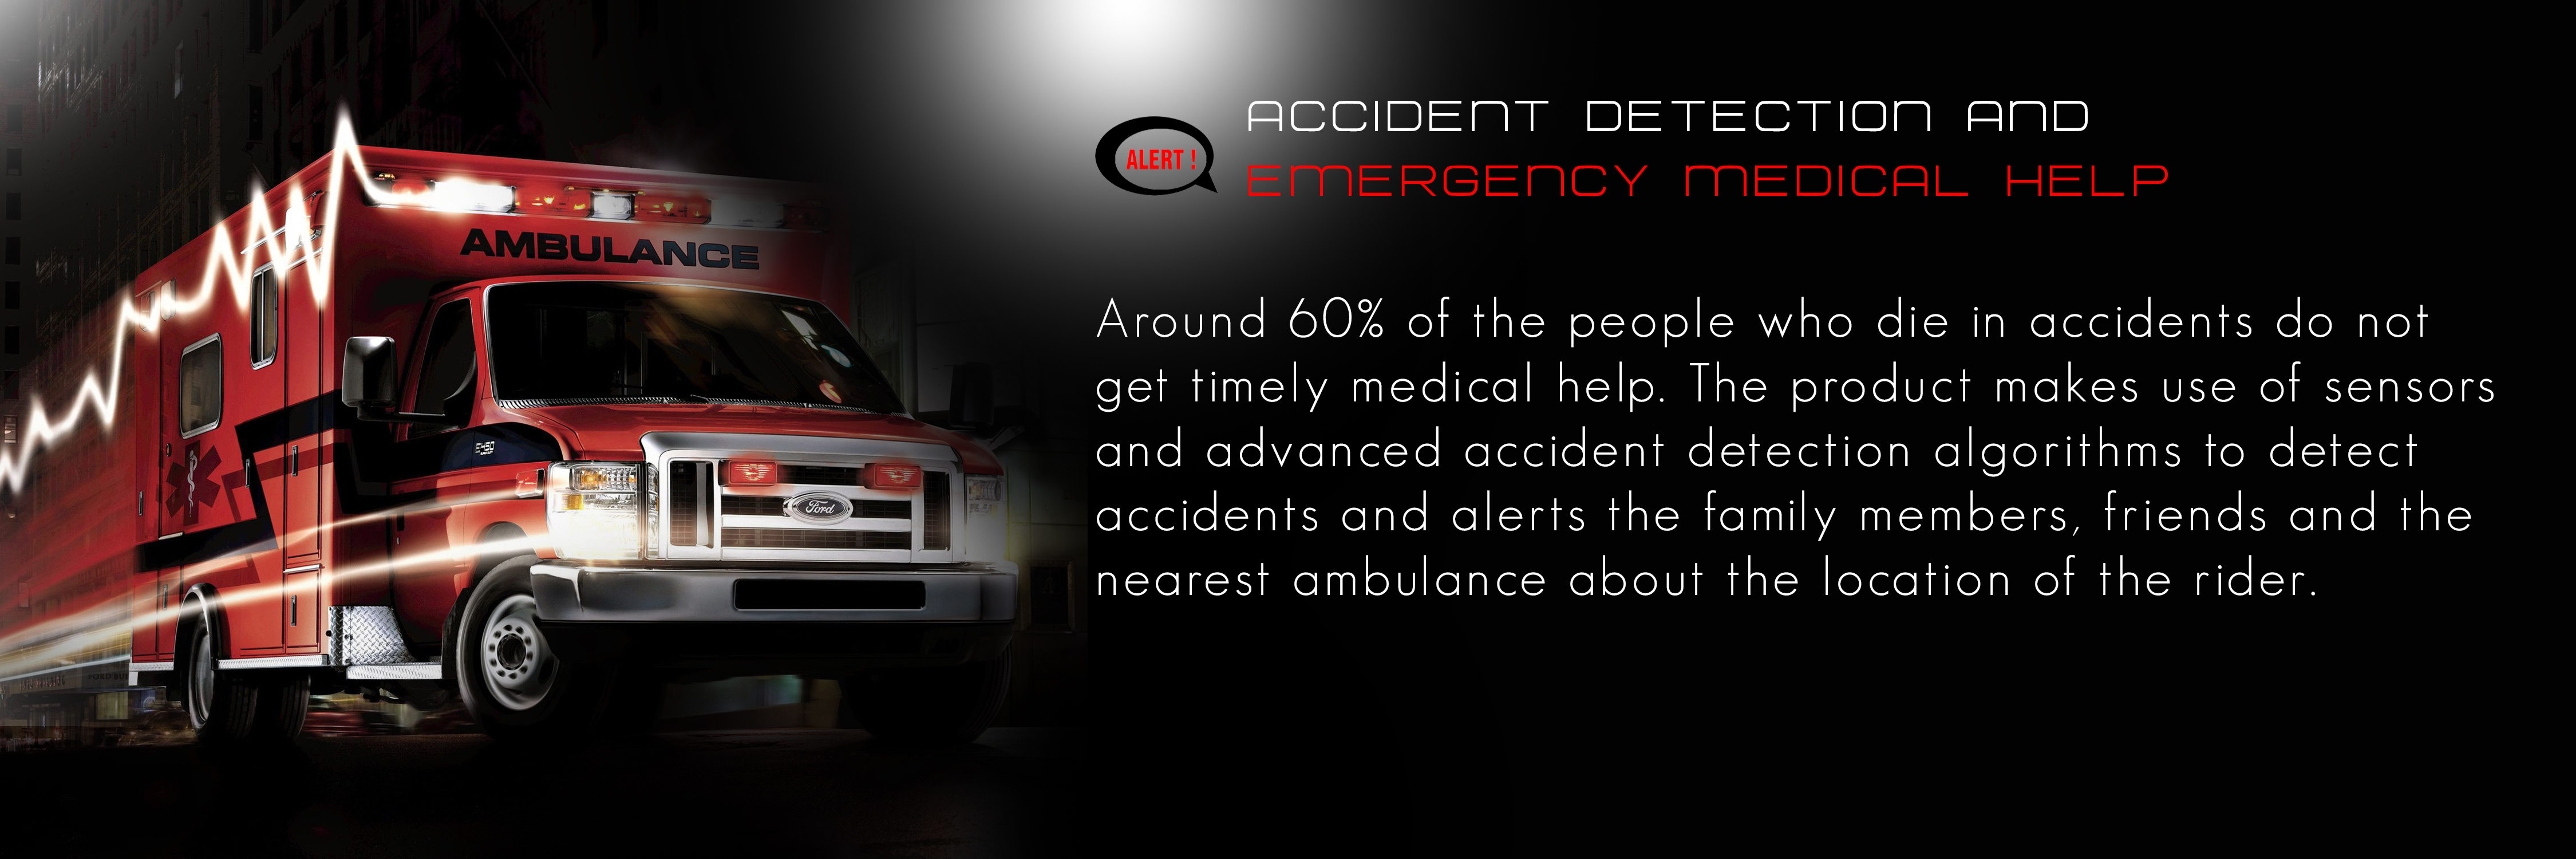 AMBULANCE
E-450
Ford
ALERT !
ACCIDENT DETECTION AND
EMERGENCY MEDICAL HELP
Around 60% of the people who die in accidents do not
get timely medical help. The product makes use of sensors
and advanced accident detection algorithms to detect
accidents and alerts the family members, friends and the
nearest ambulance about the location of the rider.